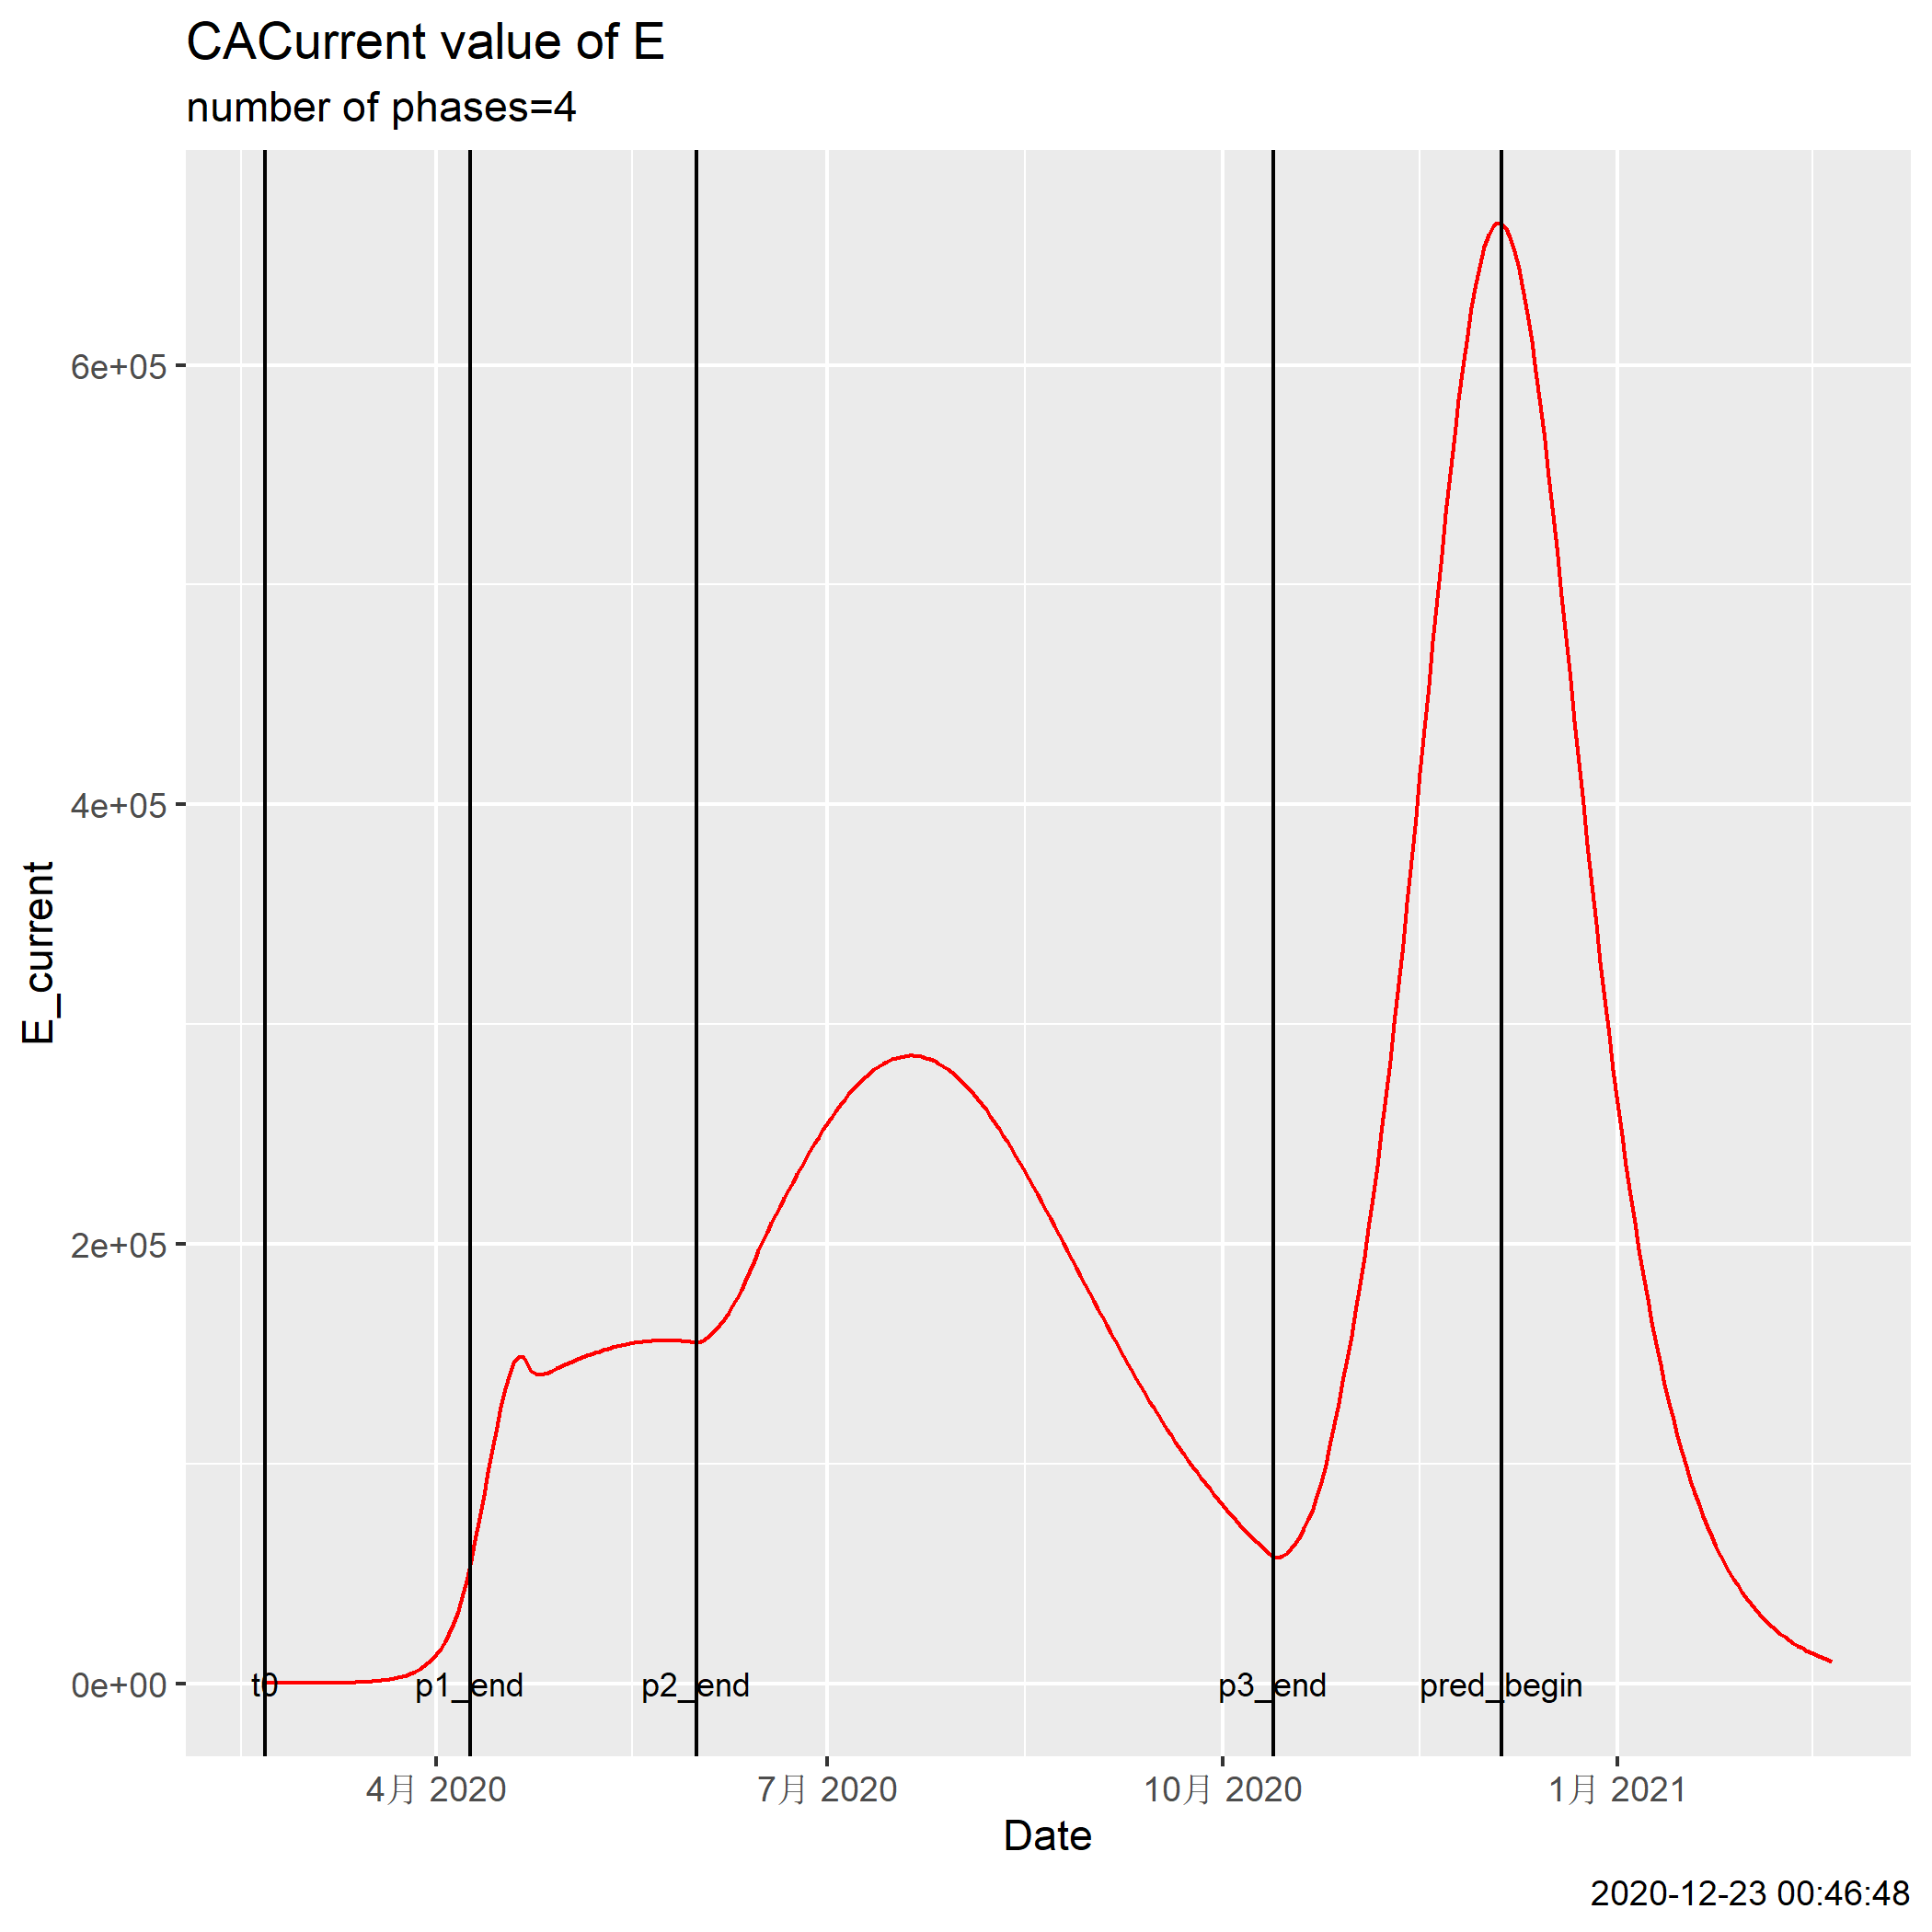 CACurrent value of E
number of phases=4
E_current
6e+05
4e+05
2e+05
0e+00
t0
p1_end
p2_end
p3_end
pred_begin
4月 2020
7月 2020
10月 2020
1月 2021
Date
2020-12-23 00:46:48